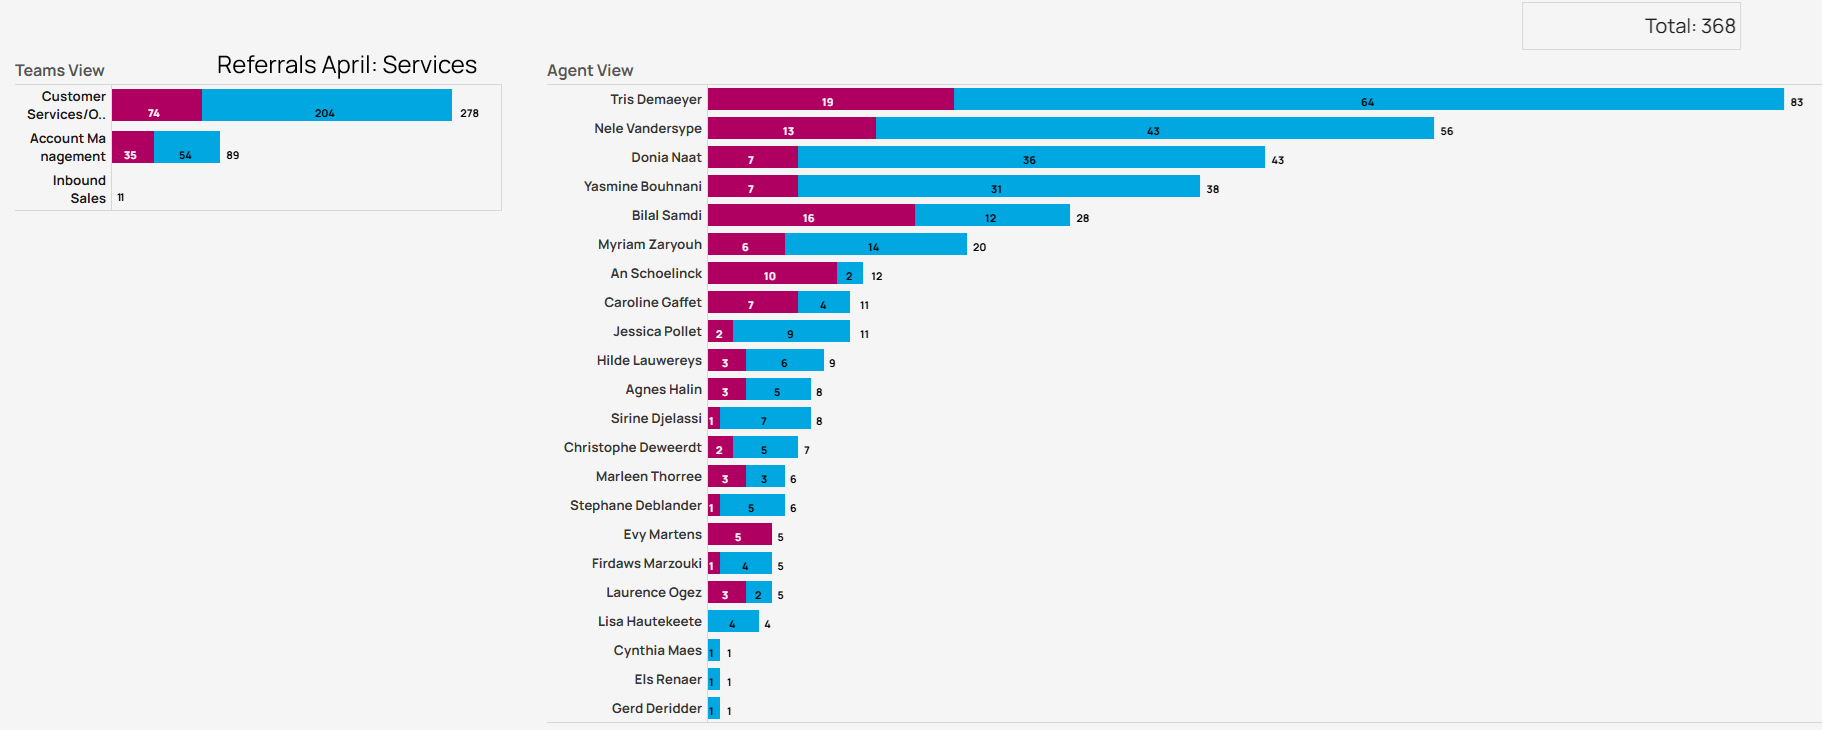 Total: 368
Referrals April: Services
Teams View
Customer Services/O.. 74 204 278
Account Ma nagement 35 54 89
Inbound Sales 11
Agent View
Tris Demaeyer 19 64 83
Nele Vandersype 13 43 56
Donia Naat 7 36 43
Yasmine Bouhnani 7 31 38
Bilal Samdi 16 12 28
Myriam Zaryouh 6 14 20
An Schoelinck 10 2 12
Caroline Gaffet 7 4 11
Jessica Pollet 2 9 11
Hilde Lauwereys 3 6 9
Agnes Halin 3 5 8
Sirine Djelassi 1 7 8
Christophe Deweerdt 2 5 7
Marleen Thorree 3 3 6
Stephane Deblander 1 5 6
Evy Martens 5 5
Firdaws Marzouki 1 4 5
Laurence Ogez 3 2 5
Lisa Hautekeete 4 4
Cynthia Maes 1 1
Els Renaer 1 1
Gerd Deridder 1 1